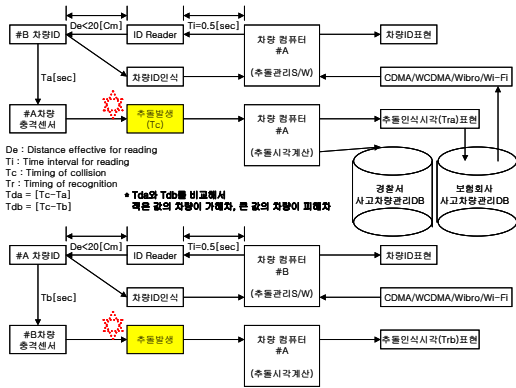 De<20[Cm]
Ti=0.5[sec]
#B 차량ID
ID Reader
차량 컴퓨터
#A
(추돌관리S/W)
차량ID표현
차량ID인식
CDMA/WCDMA/Wibro/Wi-Fi
Ta[sec]
#A차량
충격센서
추돌발생
(Tc)
차량 컴퓨터
#A
(추돌시각계산)
추돌인식시각(Tra)표현
De : Distance effective for reading
Ti : Time interval for reading
Tc : Timing of collision
Tr : Timing of recognition
Tda = [Tc-Ta]
Tdb = [Tc-Tb]
* Tda와 Tdb를 비교해서
적은 값의 차량이 가해차, 큰 값의 차량이 피해차
경찰서
사고차량관리DB
보험회사
사고차량관리DB
De<20[Cm]
Ti=0.5[sec]
#A 차량ID
ID Reader
차량 컴퓨터
#B
(추돌관리S/W)
차량ID표현
차량ID인식
CDMA/WCDMA/Wibro/Wi-Fi
Tb[sec]
#B차량
충격센서
추돌발생
차량 컴퓨터
#A
(추돌시각계산)
추돌인식시각(Trb)표현